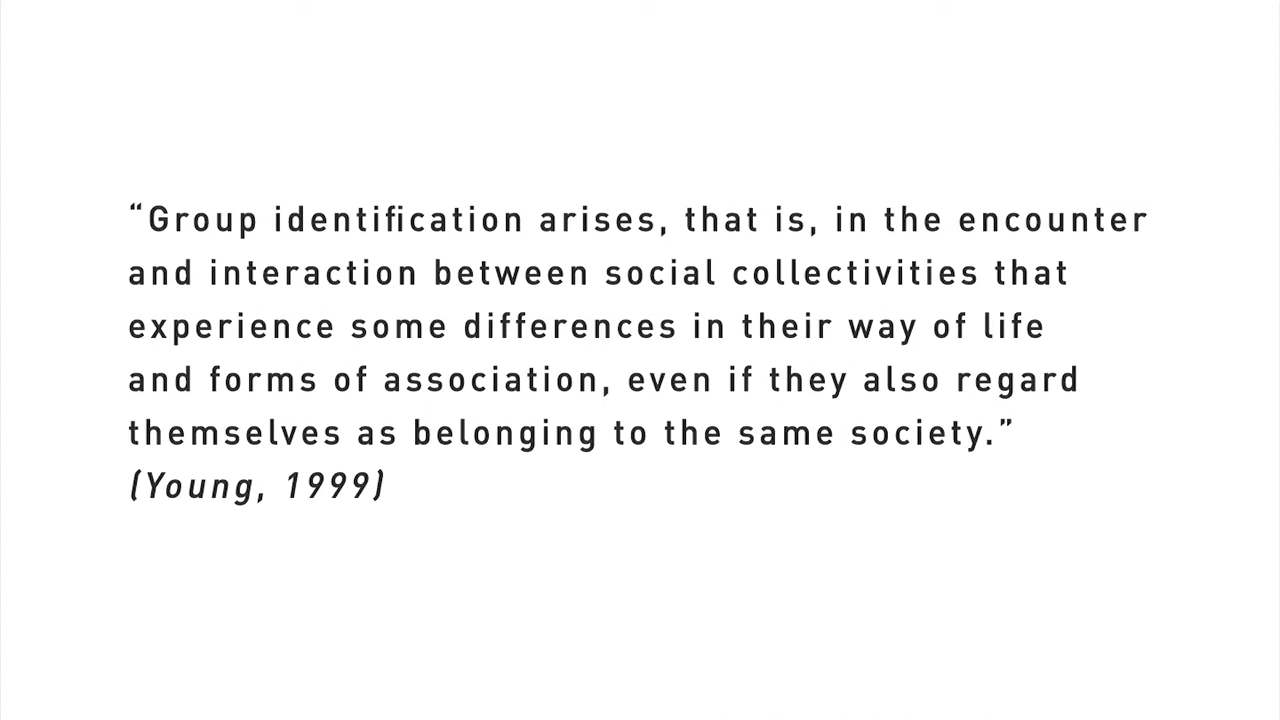 “Group identification arises, that is, in the encounter
and interaction between social collectivities that
experience some differences in their way of life
and forms of association, even if they also regard
themselves as belonging to the same society.”
(Young, 1999)